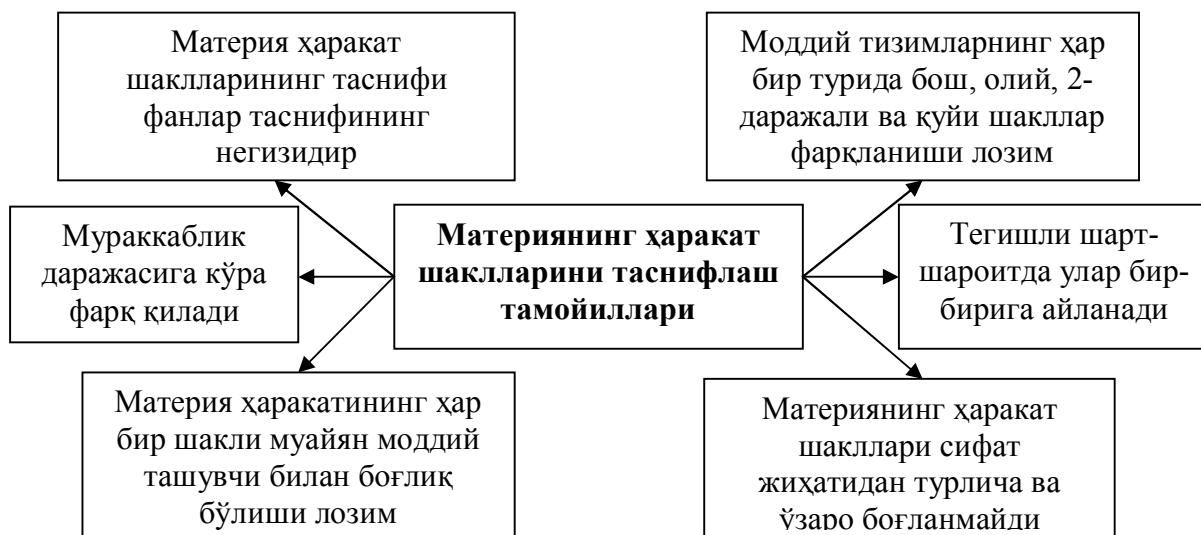 Материя ҳаракат
шаклларининг таснифи
фанлар таснифининг
негизидир
Моддий тизимларнинг ҳар
бир турида бош, олий, 2-
даражали ва қуйи шакллар
фарқланиши лозим
Мураккаблик
даражасига кўра
фарқ қилади
Материянинг ҳаракат
шаклларини таснифлаш
тамойиллари
Тегишли шарт-
шароитда улар бир-
бирига айланади
Материя ҳаракатининг ҳар
бир шакли муайян моддий
ташувчи билан боғлиқ
бўлиши лозим
Материянинг ҳаракат
шакллари сифат
жиҳатидан турлича ва
ўзаро боғланмайди